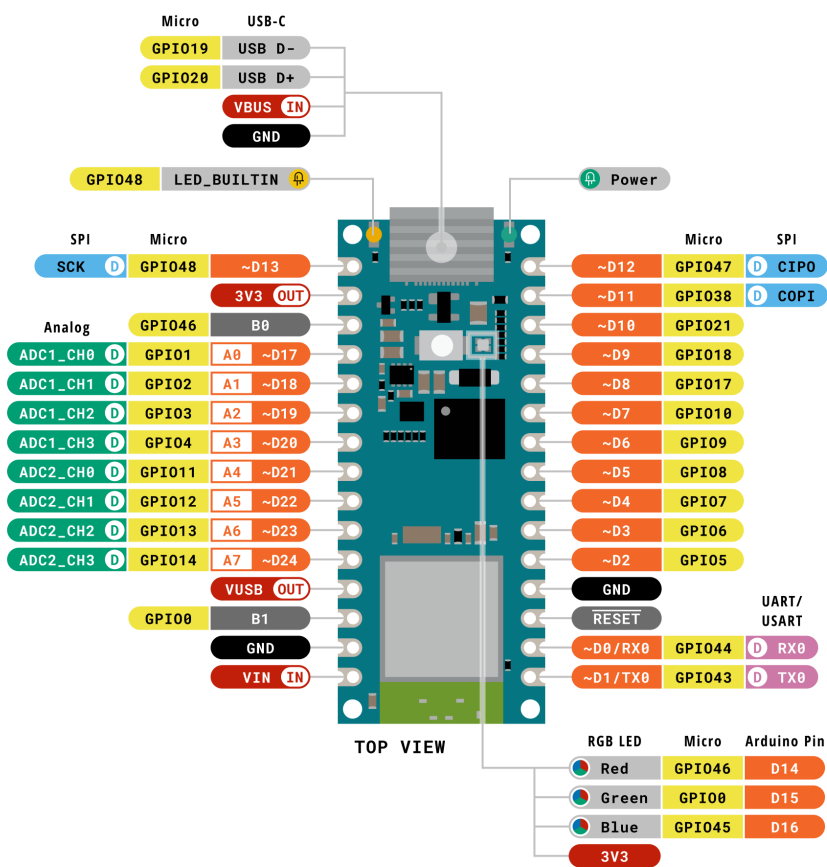 Micro USB-C
GPIO19 USB D-
GPIO20 USB D+
VBUS IN
GND
GPIO48 LED_BUILTIN
Power
SPI Micro
SCK D GPIO48 ~D13
3V3 OUT
GPIO46 B0
Analog
ADC1_CH0 D GPIO1 A0 ~D17
ADC1_CH1 D GPIO2 A1 ~D18
ADC1_CH2 D GPIO3 A2 ~D19
ADC1_CH3 D GPIO4 A3 ~D20
ADC2_CH0 D GPIO11 A4 ~D21
ADC2_CH1 D GPIO12 A5 ~D22
ADC2_CH2 D GPIO13 A6 ~D23
ADC2_CH3 D GPIO14 A7 ~D24
VUSB OUT
GPIO0 B1
GND
VIN IN
Micro SPI
~D12 GPIO47 D CIPO
~D11 GPIO38 D COPI
~D10 GPIO21
~D9 GPIO18
~D8 GPIO17
~D7 GPIO10
~D6 GPIO9
~D5 GPIO8
~D4 GPIO7
~D3 GPIO6
~D2 GPIO5
GND
RESET
UART/
USART
~D0/RX0 GPIO44 D RX0
~D1/TX0 GPIO43 D TX0
TOP VIEW
RGB LED Micro Arduino Pin
Red GPIO46 D14
Green GPIO0 D15
Blue GPIO45 D16
3V3